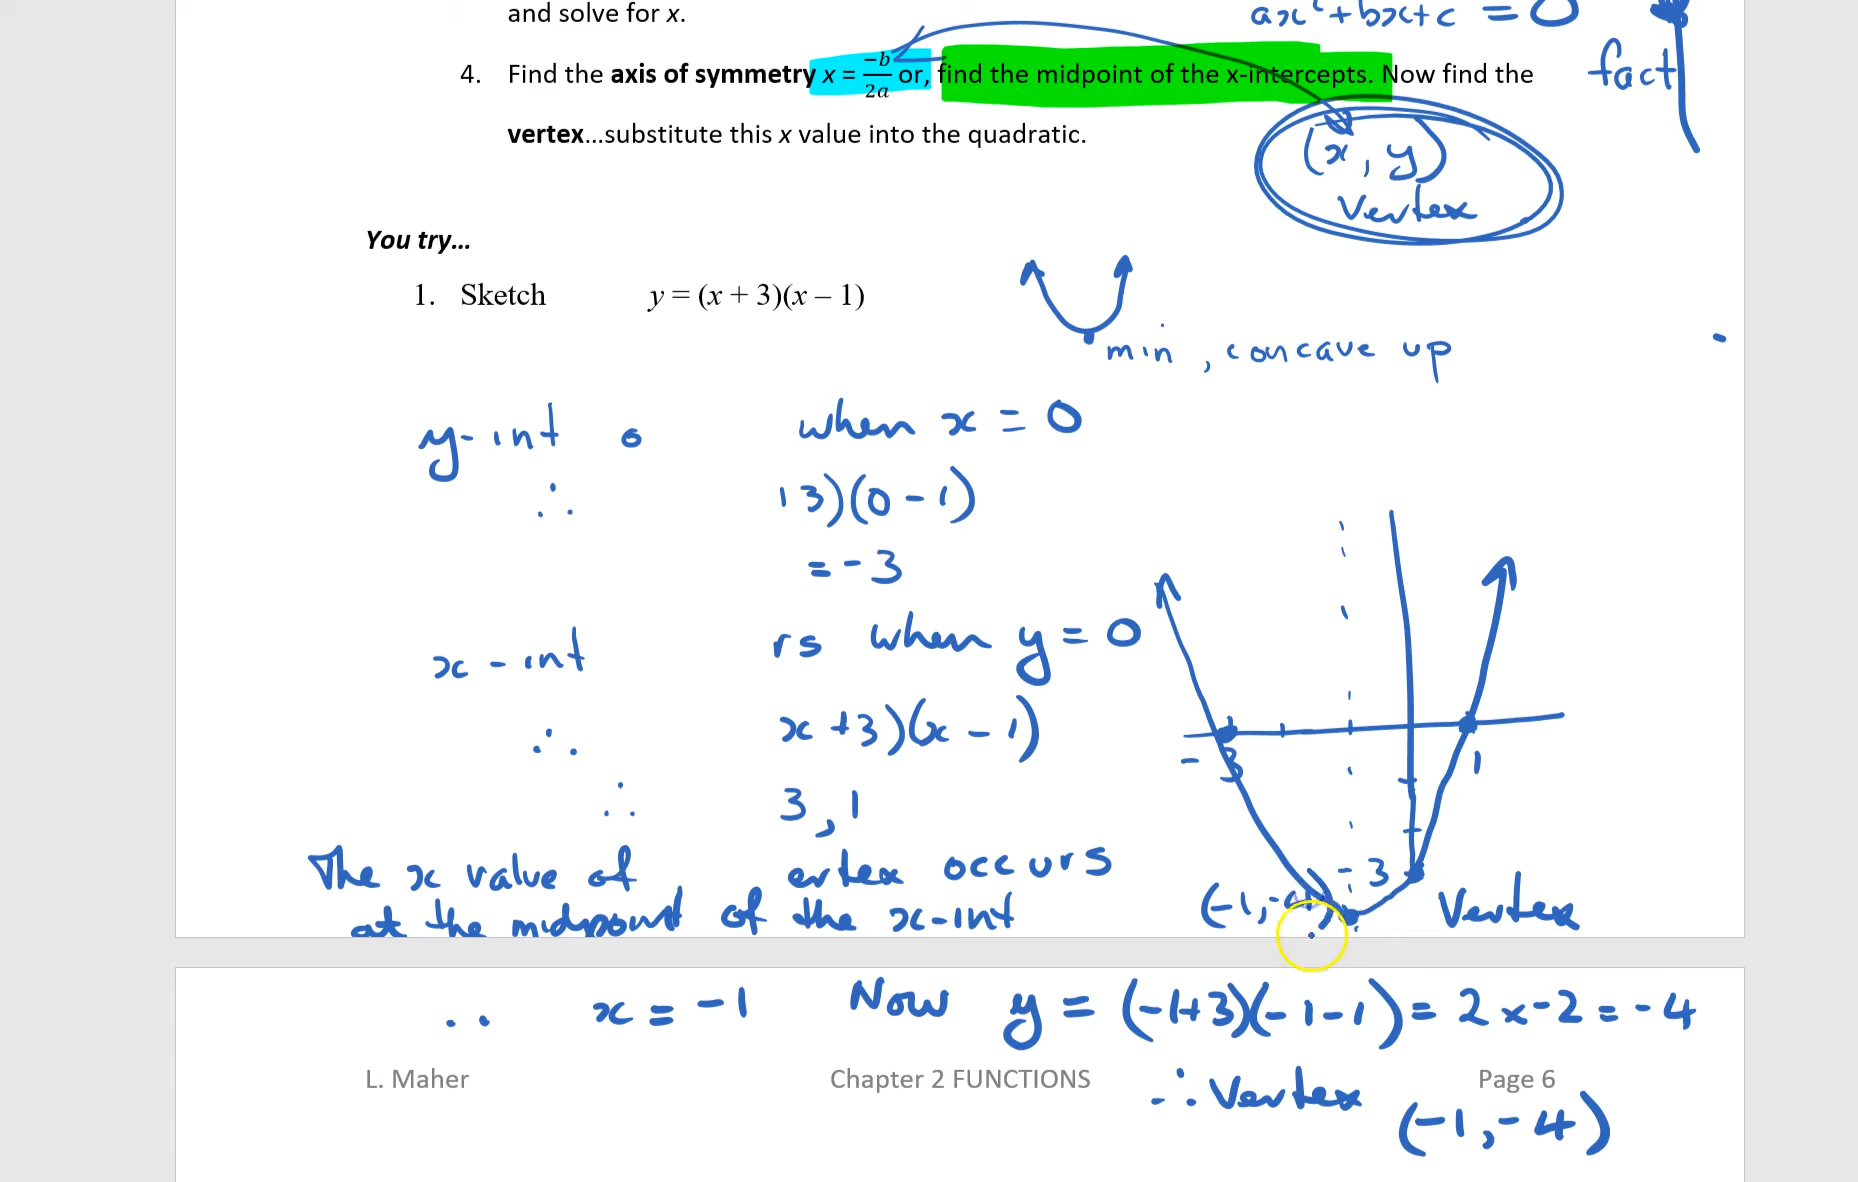 and solve for x.
ax² + bx + c = 0
4. Find the axis of symmetry x = −b/2a or, find the midpoint of the x-intercepts. Now find the
fact
vertex...substitute this x value into the quadratic.
(x, y)
Vertex
You try...
1. Sketch y = (x + 3)(x – 1)
min, concave up
y-int o when x = 0
∴ 13)(0 - 1)
= -3
x-int rs when y = 0
∴ x + 3)(x - 1)
-3 1
∴ 3, 1
The x value of ertex occurs
-3
at the midpoint of the x-int (-1, -4) Vertex
∴ x = -1 Now y = (-1+3)(-1-1) = 2 x -2 = -4
L. Maher Chapter 2 FUNCTIONS Page 6
∴ Vertex (-1, -4)